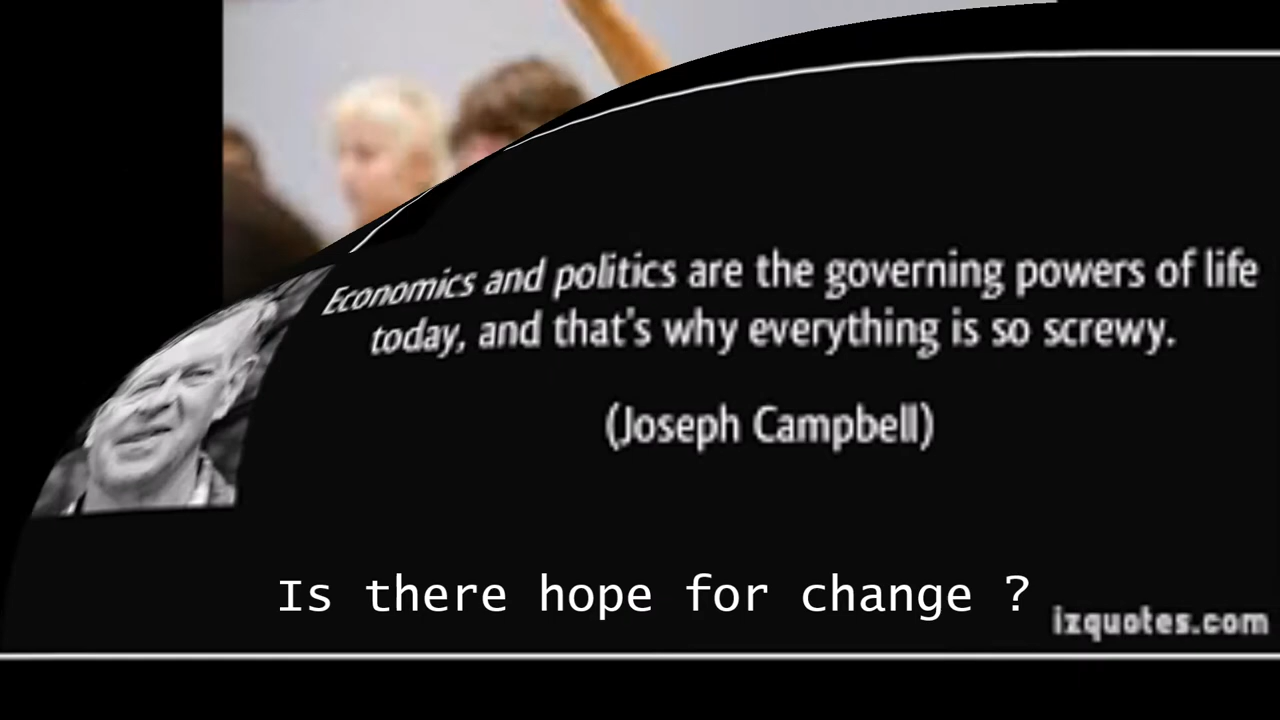 Economics and politics are the governing powers of life
today, and that's why everything is so screwy.
(Joseph Campbell)
Is there hope for change ?
izquotes.com